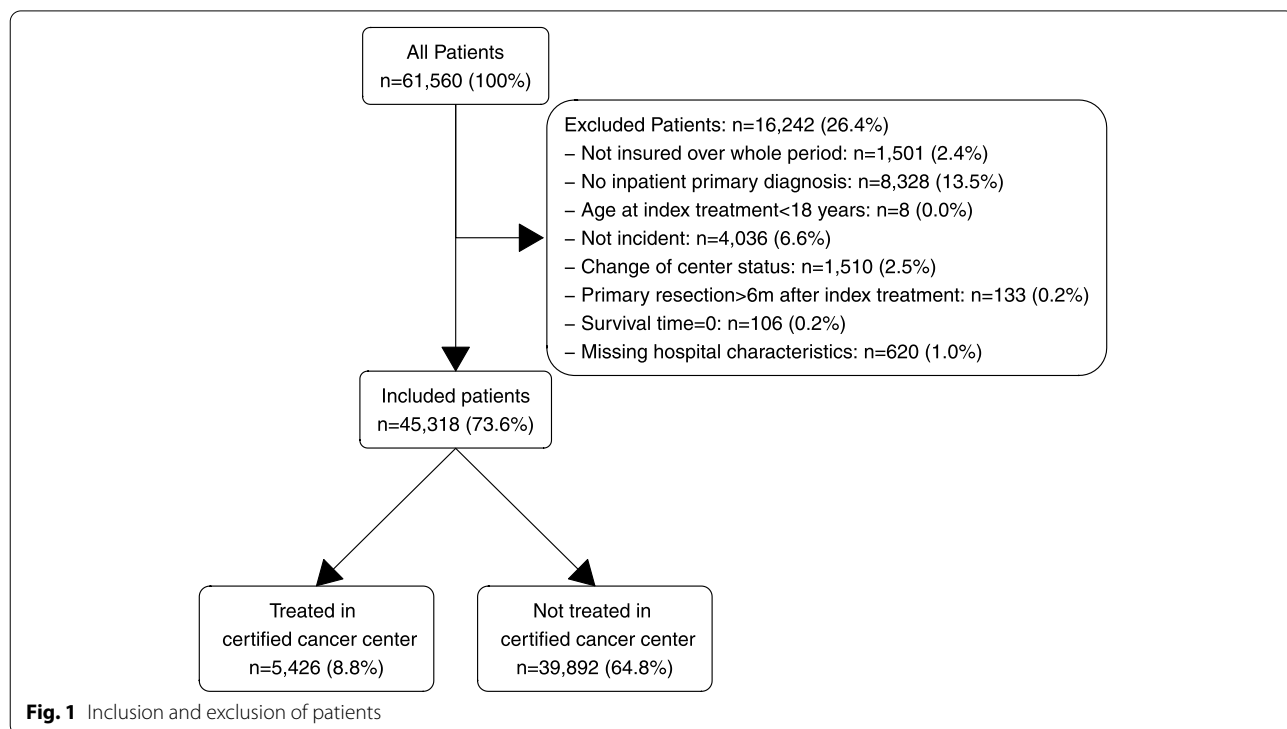 All Patients
n=61,560 (100%)
Excluded Patients: n=16,242 (26.4%)
– Not insured over whole period: n=1,501 (2.4%)
– No inpatient primary diagnosis: n=8,328 (13.5%)
– Age at index treatment<18 years: n=8 (0.0%)
– Not incident: n=4,036 (6.6%)
– Change of center status: n=1,510 (2.5%)
– Primary resection>6m after index treatment: n=133 (0.2%)
– Survival time=0: n=106 (0.2%)
– Missing hospital characteristics: n=620 (1.0%)
Included patients
n=45,318 (73.6%)
Treated in
certified cancer center
n=5,426 (8.8%)
Not treated in
certified cancer center
n=39,892 (64.8%)
Fig. 1 Inclusion and exclusion of patients